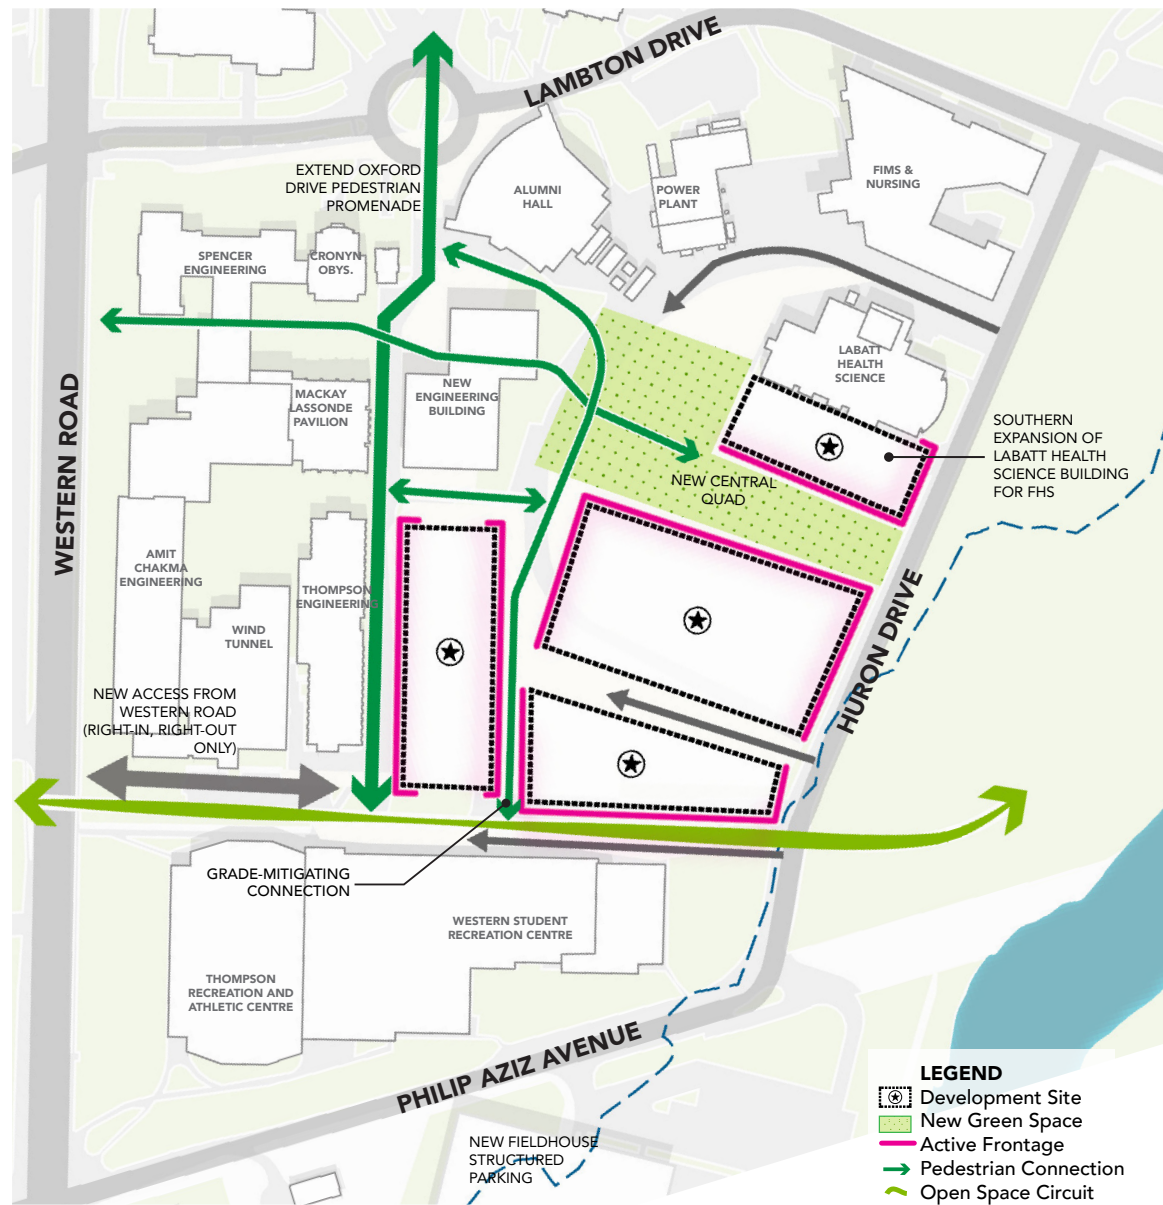 LAMBTON DRIVE
EXTEND OXFORD
DRIVE PEDESTRIAN
PROMENADE
ALUMNI
HALL
POWER
PLANT
FIMS &
NURSING
SPENCER
ENGINEERING
CRONYN
OBYS.
LABATT
HEALTH
SCIENCE
MACKAY
LASSONDE
PAVILION
NEW
ENGINEERING
BUILDING
WESTERN ROAD
SOUTHERN
EXPANSION OF
LABATT HEALTH
SCIENCE BUILDING
FOR FHS
NEW CENTRAL
QUAD
AMIT
CHAKMA
ENGINEERING
THOMPSON
ENGINEERING
WIND
TUNNEL
HURON DRIVE
NEW ACCESS FROM
WESTERN ROAD
(RIGHT-IN, RIGHT-OUT
ONLY)
GRADE-MITIGATING
CONNECTION
WESTERN STUDENT
RECREATION CENTRE
THOMPSON
RECREATION AND
ATHLETIC CENTRE
PHILIP AZIZ AVENUE
NEW FIELDHOUSE
STRUCTURED
PARKING
LEGEND
Development Site
New Green Space
Active Frontage
Pedestrian Connection
Open Space Circuit